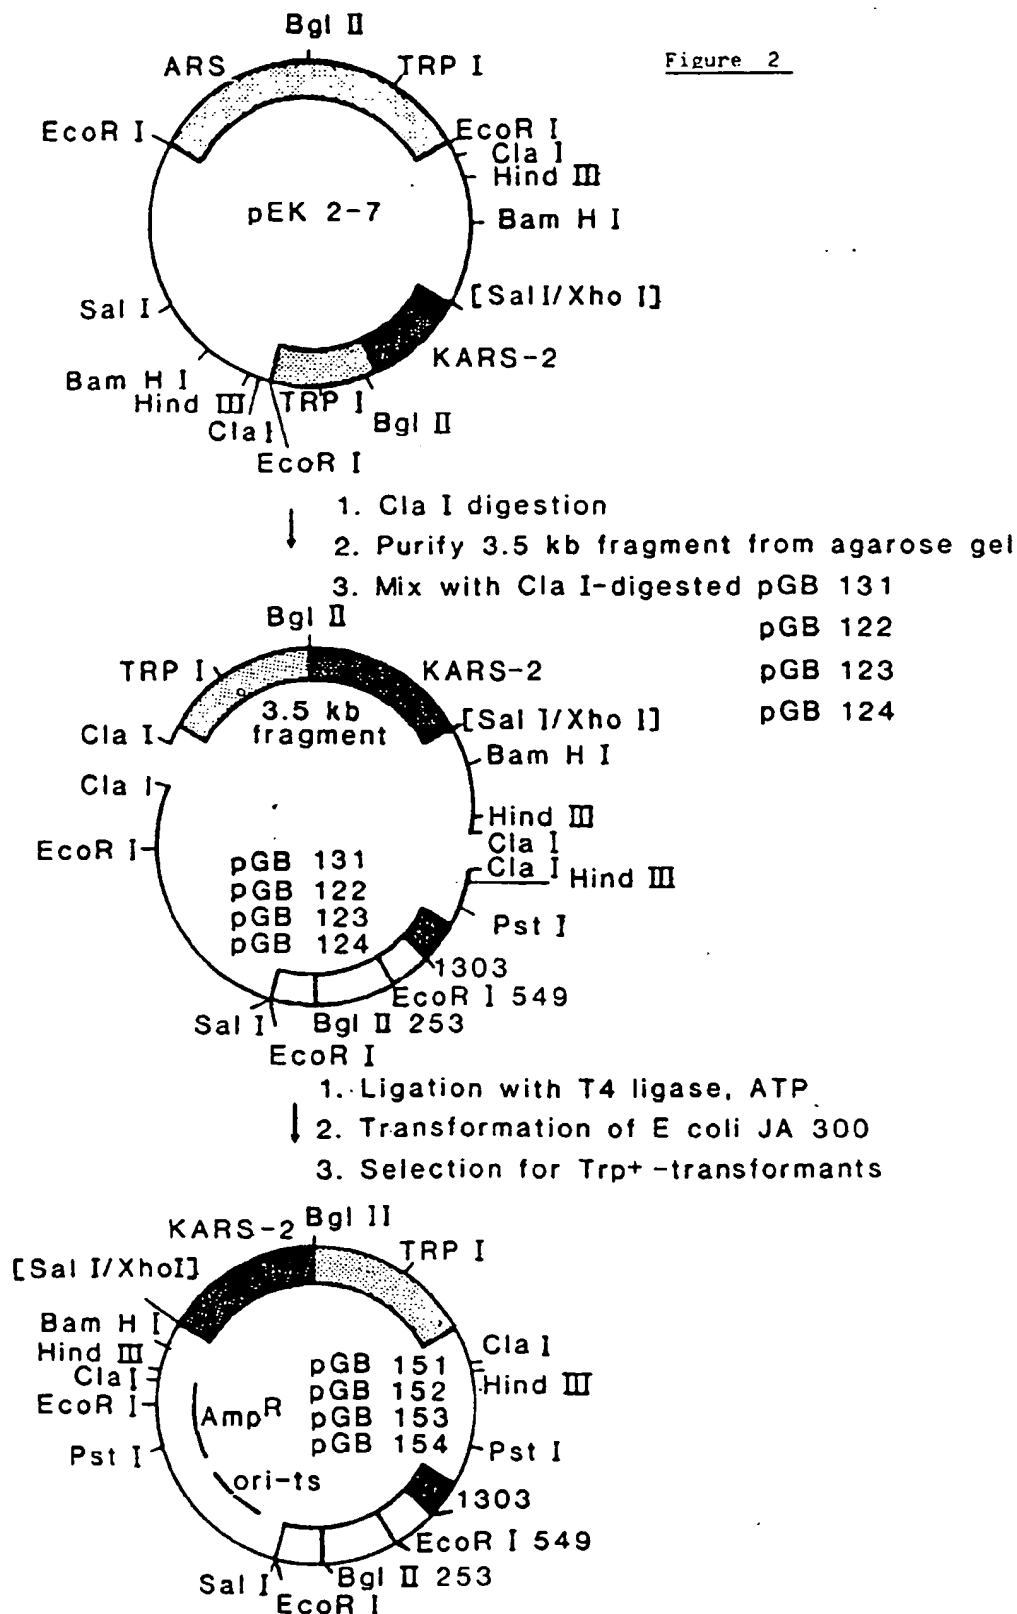 Figure 2
Bgl II
ARS
TRP I
EcoR I
EcoR I
Cla I
Hind III
pEK 2-7
Bam H I
[Sal I/Xho I]
Sal I
KARS-2
Bam H I
Hind III
TRP I
Bgl II
Cla I
EcoR I
1. Cla I digestion
2. Purify 3.5 kb fragment from agarose gel
3. Mix with Cla I-digested pGB 131
pGB 122
pGB 123
pGB 124
Bgl II
TRP I
KARS-2
3.5 kb
fragment
[Sal I/Xho I]
Cla I
Bam H I
Cla I
Hind III
Cla I
EcoR I
Cla I
Hind III
pGB 131
pGB 122
pGB 123
pGB 124
Pst I
1303
EcoR I 549
Sal I
Bgl II 253
EcoR I
1. Ligation with T4 ligase, ATP
2. Transformation of E coli JA 300
3. Selection for Trp+ -transformants
KARS-2
Bgl II
TRP I
[Sal I/XhoI]
Bam H I
Hind III
Cla I
EcoR I
Cla I
Hind III
pGB 151
pGB 152
pGB 153
pGB 154
AmpR
Pst I
Pst I
ori-ts
1303
EcoR I 549
Sal I
Bgl II 253
EcoR I